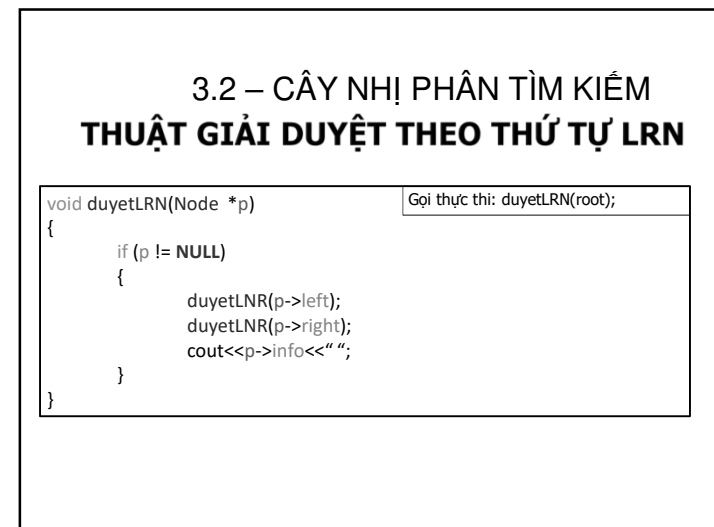 3.2 – CÂY NHỊ PHÂN TÌM KIẾM
THUẬT GIẢI DUYỆT THEO THỨ TỰ LRN
void duyetLRN(Node *p)
Gọi thực thi: duyetLRN(root);
{
if (p != NULL)
{
duyetLNR(p->left);
duyetLNR(p->right);
cout<<p->info<<“ “;
}
}